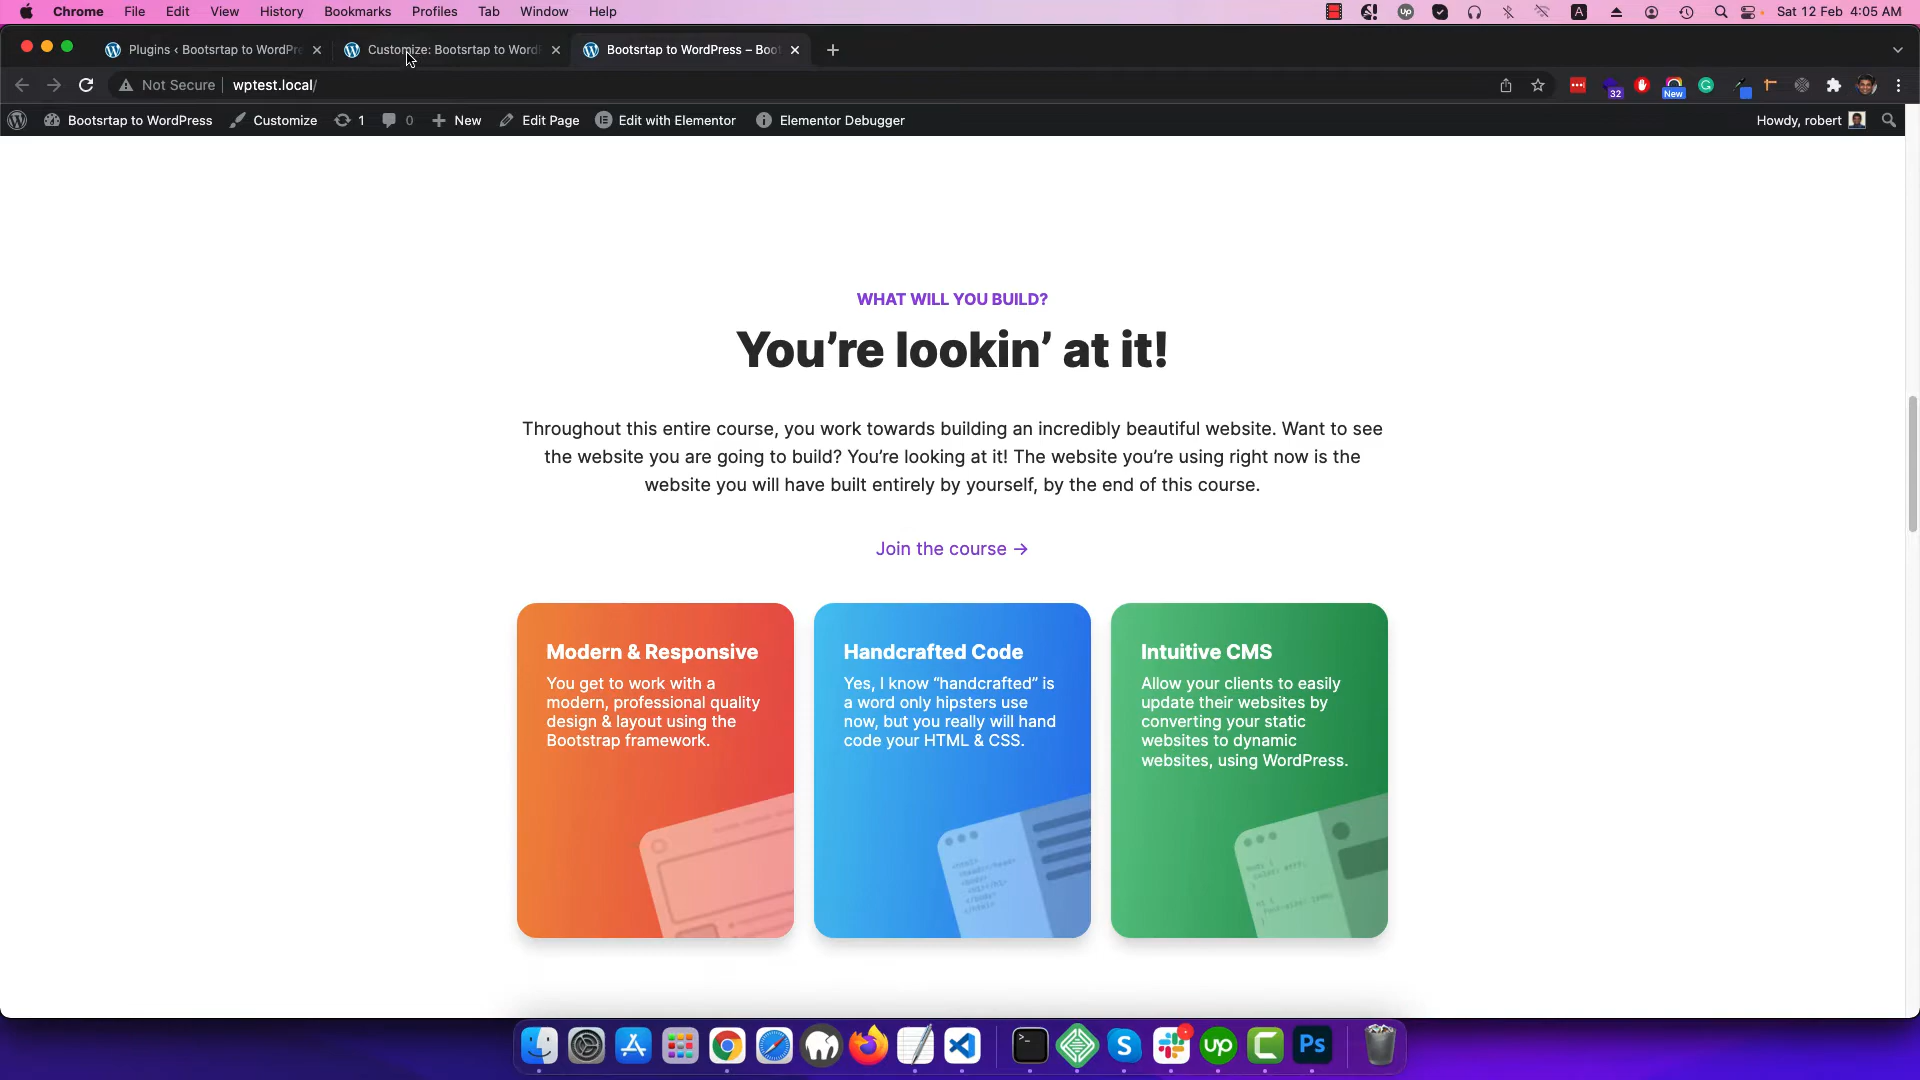 Chrome File Edit View History Bookmarks Profiles Tab Window Help Sat 12 Feb 4:05 AM
Plugins ‹ Bootsrtap to WordPre Customize: Bootsrtap to Word Bootsrtap to WordPress – Boot
Not Secure wptest.local/ 32 New
Bootsrtap to WordPress Customize 1 0 New Edit Page Edit with Elementor Elementor Debugger Howdy, robert
WHAT WILL YOU BUILD?
You’re lookin’ at it!
Throughout this entire course, you work towards building an incredibly beautiful website. Want to see
the website you are going to build? You’re looking at it! The website you’re using right now is the
website you will have built entirely by yourself, by the end of this course.
Join the course →
Modern & Responsive
You get to work with a
modern, professional quality
design & layout using the
Bootstrap framework.
Handcrafted Code
Yes, I know “handcrafted” is
a word only hipsters use
now, but you really will hand
code your HTML & CSS.
Intuitive CMS
Allow your clients to easily
update their websites by
converting your static
websites to dynamic
websites, using WordPress.
Ps